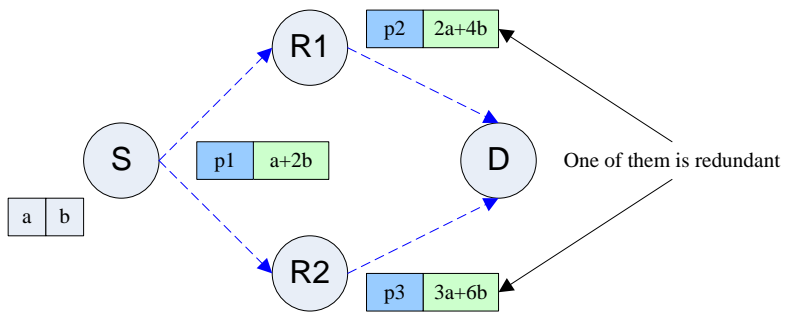 R1
p2 2a+4b
S
p1 a+2b
D
One of them is redundant
a b
R2
p3 3a+6b